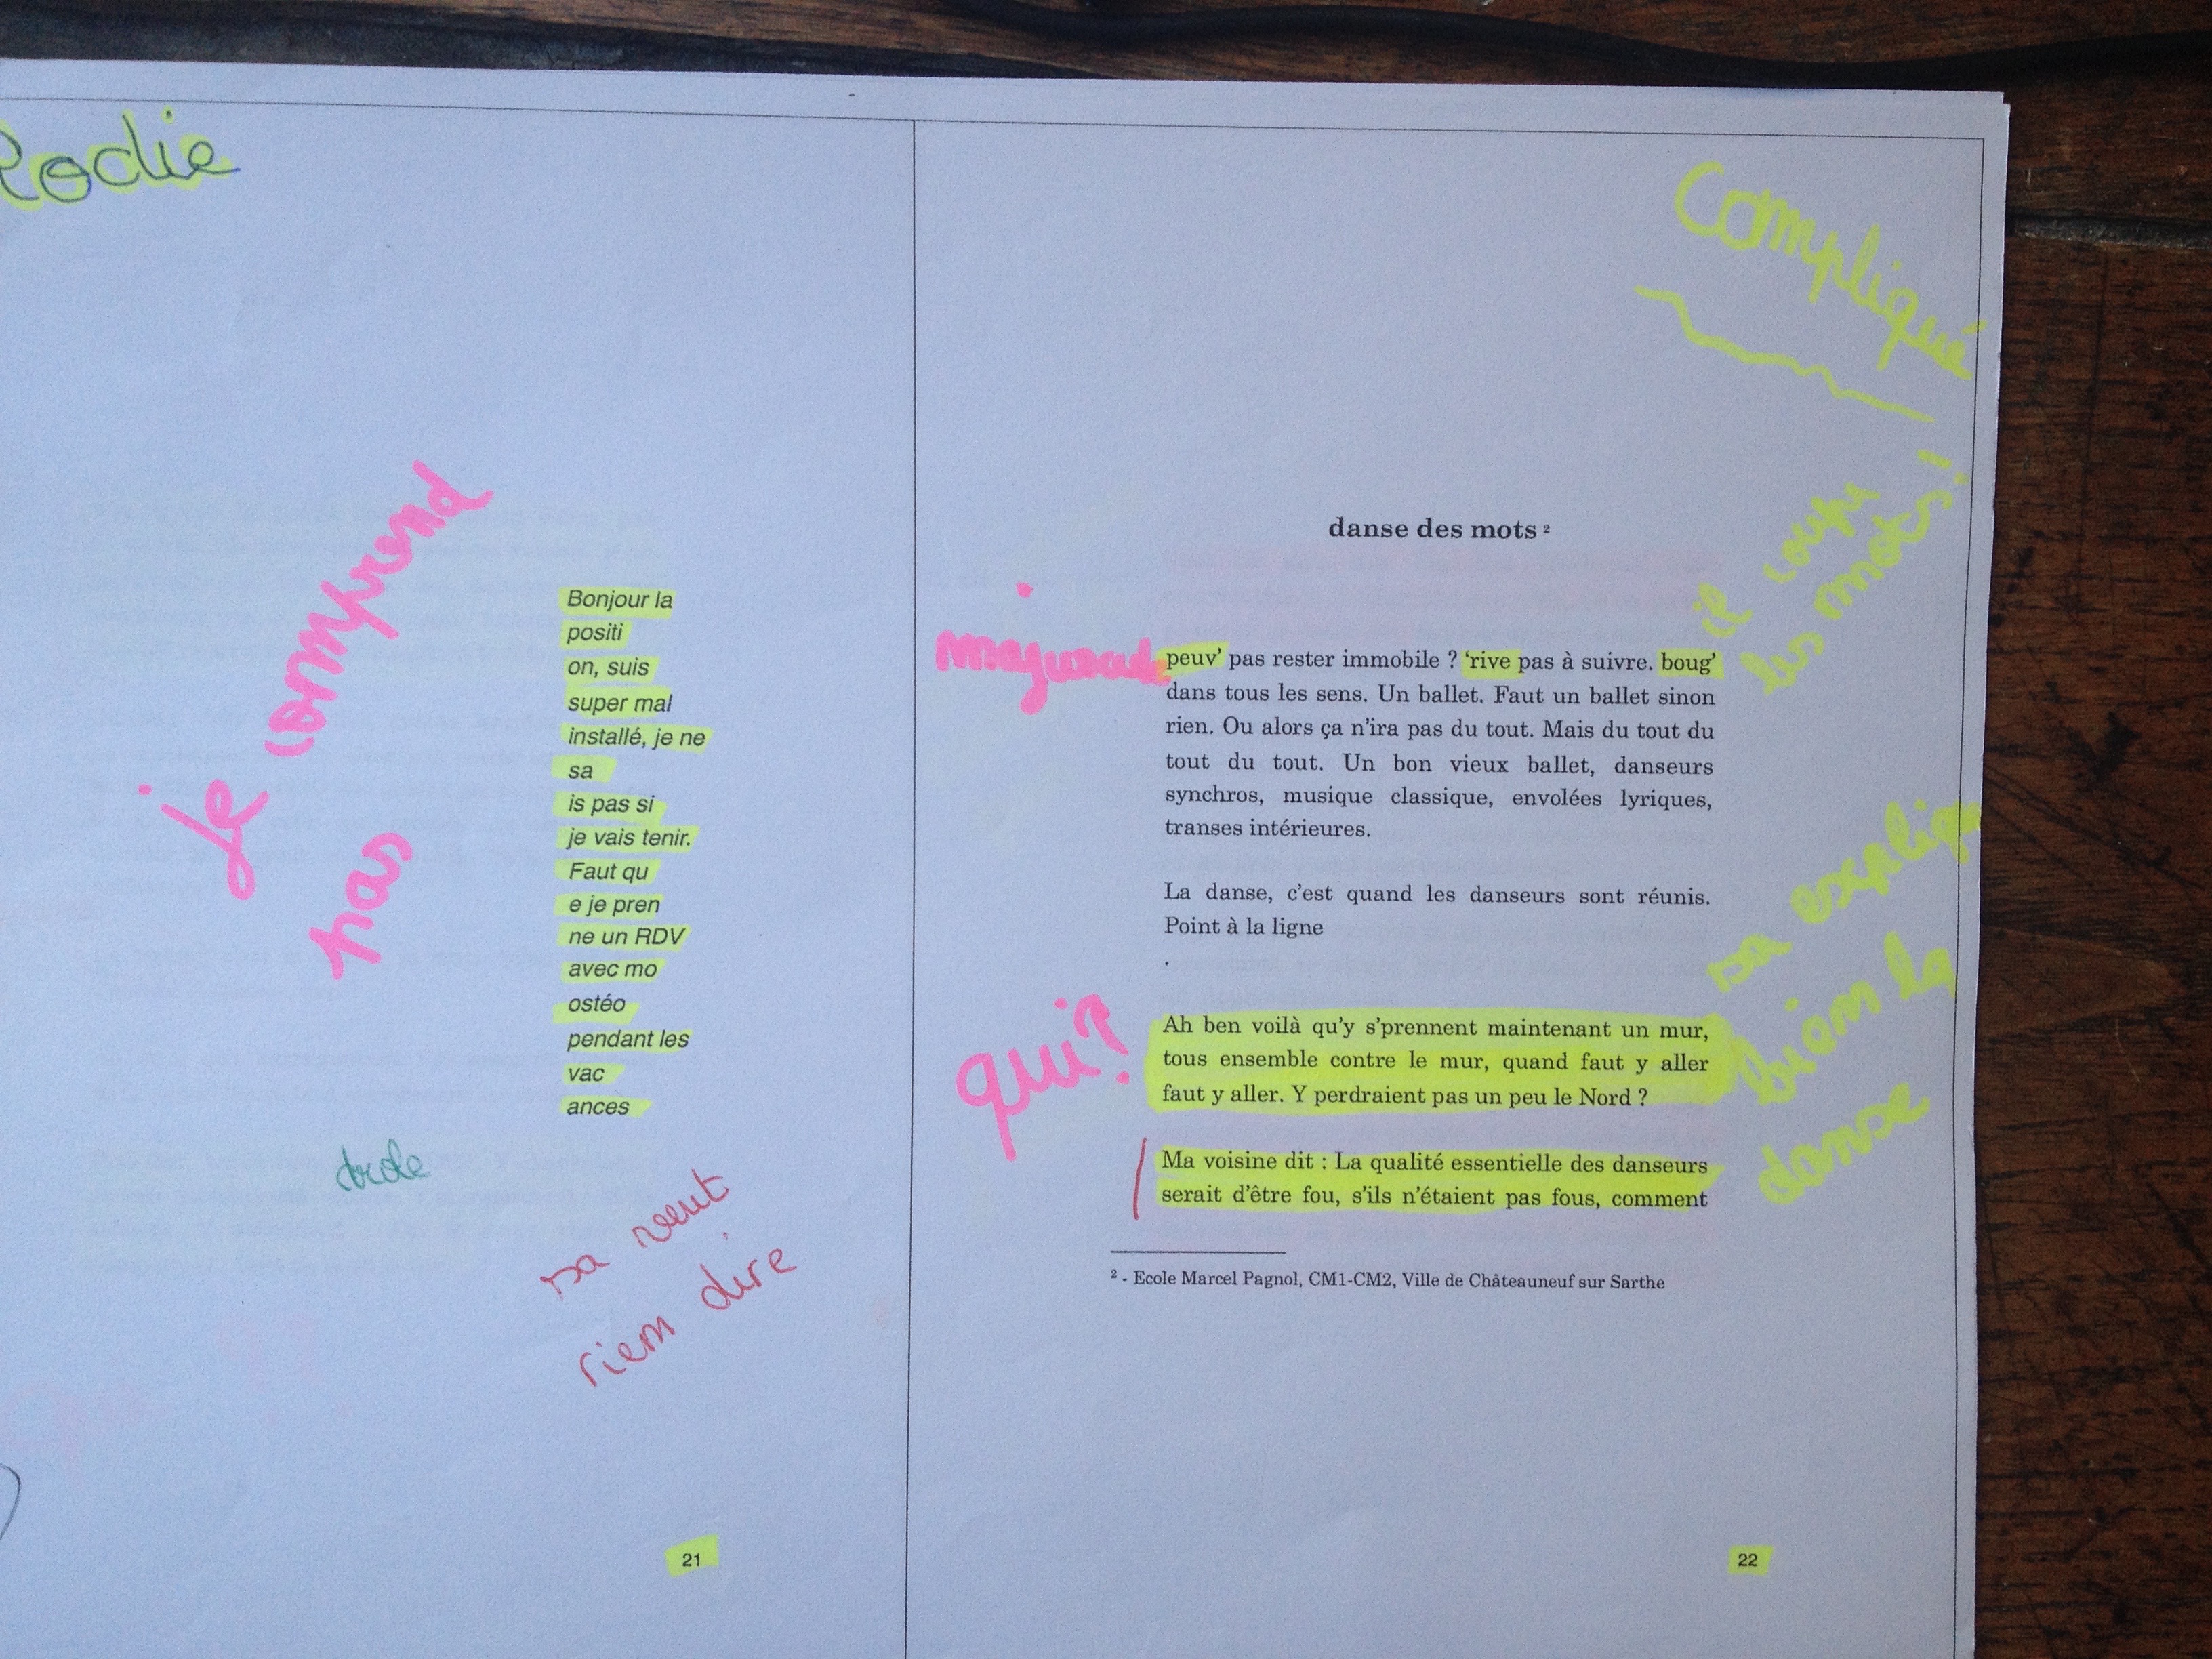 je comprend
pas
Bonjour la
positi
on, suis
super mal
installé, je ne
sa
is pas si
je vais tenir.
Faut qu
e je pren
ne un RDV
avec mo
ostéo
pendant les
vac
ances
drole
sa veut
rien dire
21
Compliqué
il coupe
les mots !
danse des mots ²
majuscule
peuv’ pas rester immobile ? ‘rive pas à suivre. boug’
dans tous les sens. Un ballet. Faut un ballet sinon
rien. Ou alors ça n’ira pas du tout. Mais du tout du
tout du tout. Un bon vieux ballet, danseurs
synchros, musique classique, envolées lyriques,
transes intérieures.
La danse, c’est quand les danseurs sont réunis.
Point à la ligne
.
qui ?
Ah ben voilà qu’y s’prennent maintenant un mur,
tous ensemble contre le mur, quand faut y aller
faut y aller. Y perdraient pas un peu le Nord ?
sa expliq
bien la
danse
Ma voisine dit : La qualité essentielle des danseurs
serait d’être fou, s’ils n’étaient pas fous, comment
² - Ecole Marcel Pagnol, CM1-CM2, Ville de Châteauneuf sur Sarthe
22